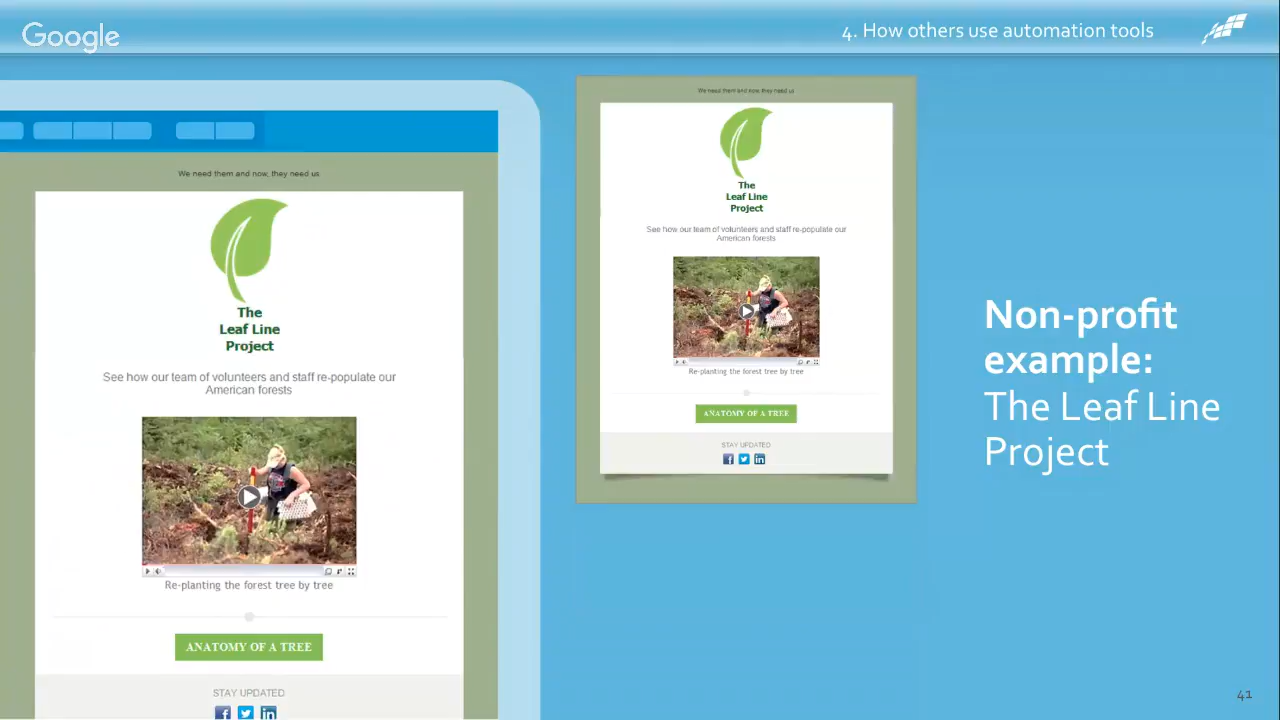 Google
4. How others use automation tools
We need them and now, they need us
The
Leaf Line
Project
See how our team of volunteers and staff re-populate our
American forests
Re-planting the forest tree by tree
ANATOMY OF A TREE
STAY UPDATED
We need them and now, they need us
The
Leaf Line
Project
See how our team of volunteers and staff re-populate our
American forests
Re-planting the forest tree by tree
ANATOMY OF A TREE
STAY UPDATED
Non-profit
example:
The Leaf Line
Project
41